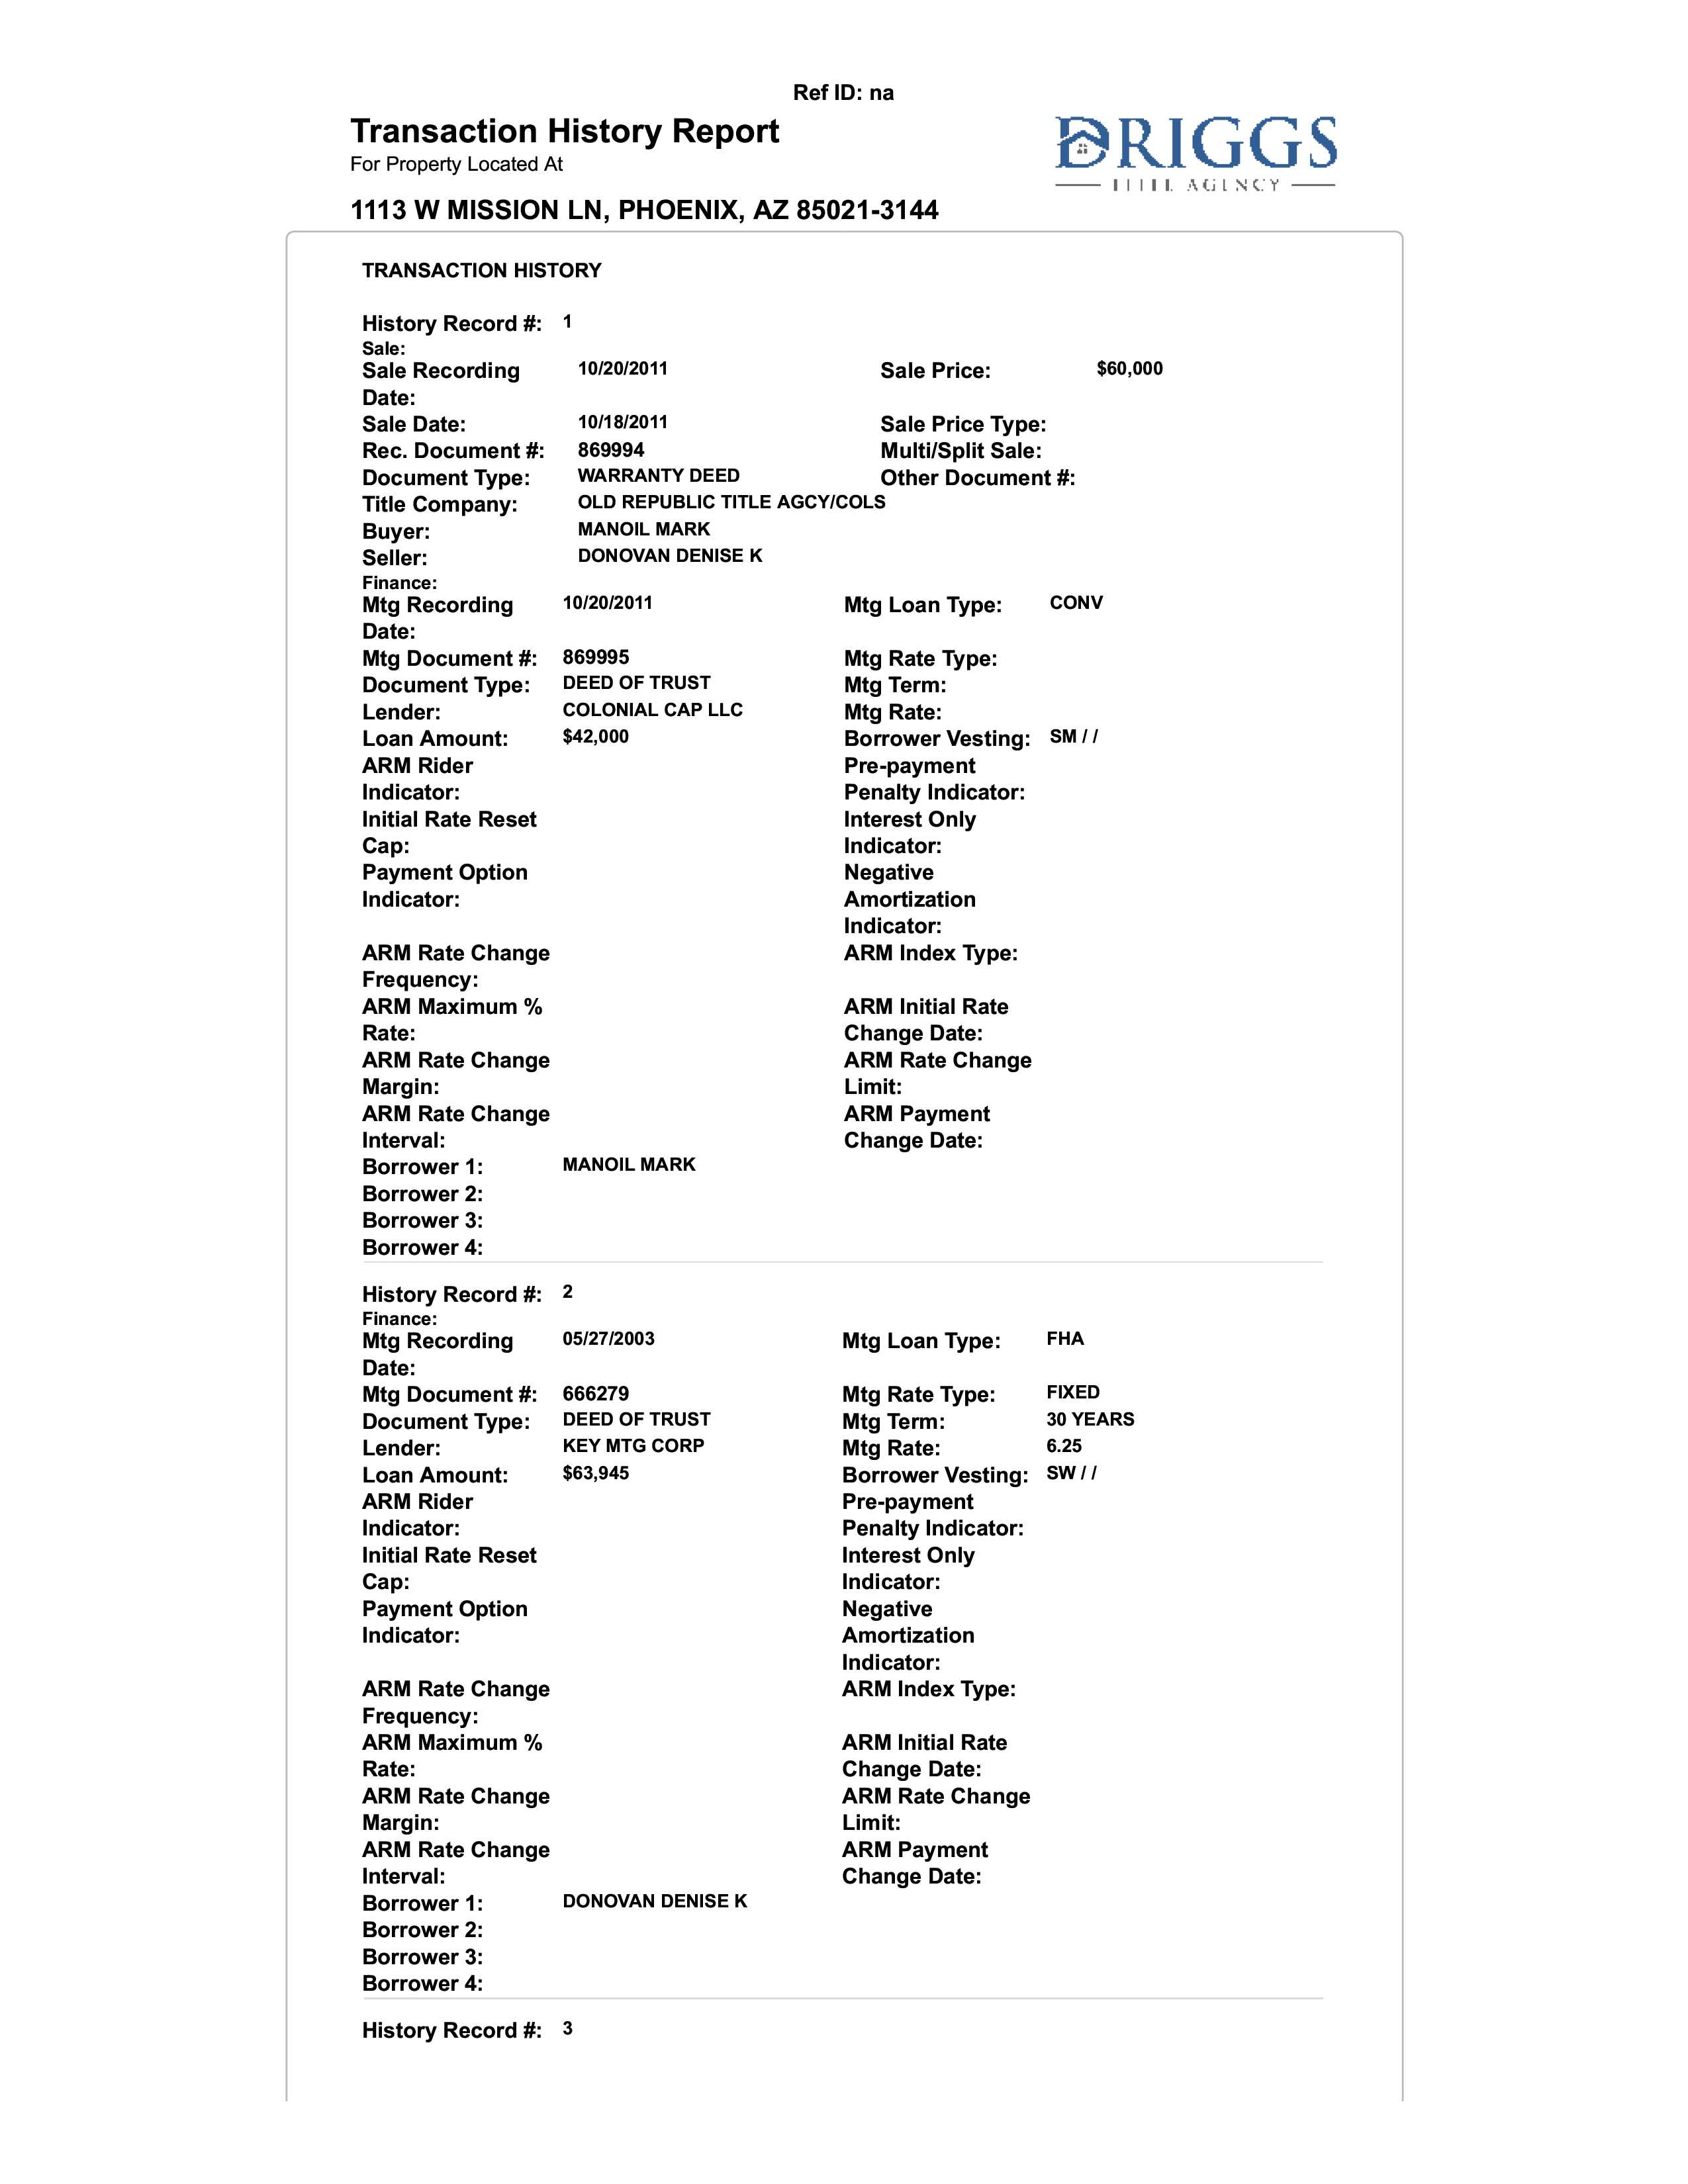 Ref ID: na
Transaction History Report
For Property Located At
DRIGGS
TITLE AGENCY
1113 W MISSION LN, PHOENIX, AZ 85021-3144
TRANSACTION HISTORY
History Record #: 1
Sale:
Sale Recording Date: 10/20/2011 Sale Price: $60,000
Sale Date: 10/18/2011 Sale Price Type:
Rec. Document #: 869994 Multi/Split Sale:
Document Type: WARRANTY DEED Other Document #:
Title Company: OLD REPUBLIC TITLE AGCY/COLS
Buyer: MANOIL MARK
Seller: DONOVAN DENISE K
Finance:
Mtg Recording Date: 10/20/2011 Mtg Loan Type: CONV
Mtg Document #: 869995 Mtg Rate Type:
Document Type: DEED OF TRUST Mtg Term:
Lender: COLONIAL CAP LLC Mtg Rate:
Loan Amount: $42,000 Borrower Vesting: SM / /
ARM Rider Indicator: Pre-payment Penalty Indicator:
Initial Rate Reset Cap: Interest Only Indicator:
Payment Option Indicator: Negative Amortization Indicator:
ARM Rate Change Frequency: ARM Index Type:
ARM Maximum % Rate: ARM Initial Rate Change Date:
ARM Rate Change Margin: ARM Rate Change Limit:
ARM Rate Change Interval: ARM Payment Change Date:
Borrower 1: MANOIL MARK
Borrower 2:
Borrower 3:
Borrower 4:
History Record #: 2
Finance:
Mtg Recording Date: 05/27/2003 Mtg Loan Type: FHA
Mtg Document #: 666279 Mtg Rate Type: FIXED
Document Type: DEED OF TRUST Mtg Term: 30 YEARS
Lender: KEY MTG CORP Mtg Rate: 6.25
Loan Amount: $63,945 Borrower Vesting: SW / /
ARM Rider Indicator: Pre-payment Penalty Indicator:
Initial Rate Reset Cap: Interest Only Indicator:
Payment Option Indicator: Negative Amortization Indicator:
ARM Rate Change Frequency: ARM Index Type:
ARM Maximum % Rate: ARM Initial Rate Change Date:
ARM Rate Change Margin: ARM Rate Change Limit:
ARM Rate Change Interval: ARM Payment Change Date:
Borrower 1: DONOVAN DENISE K
Borrower 2:
Borrower 3:
Borrower 4:
History Record #: 3